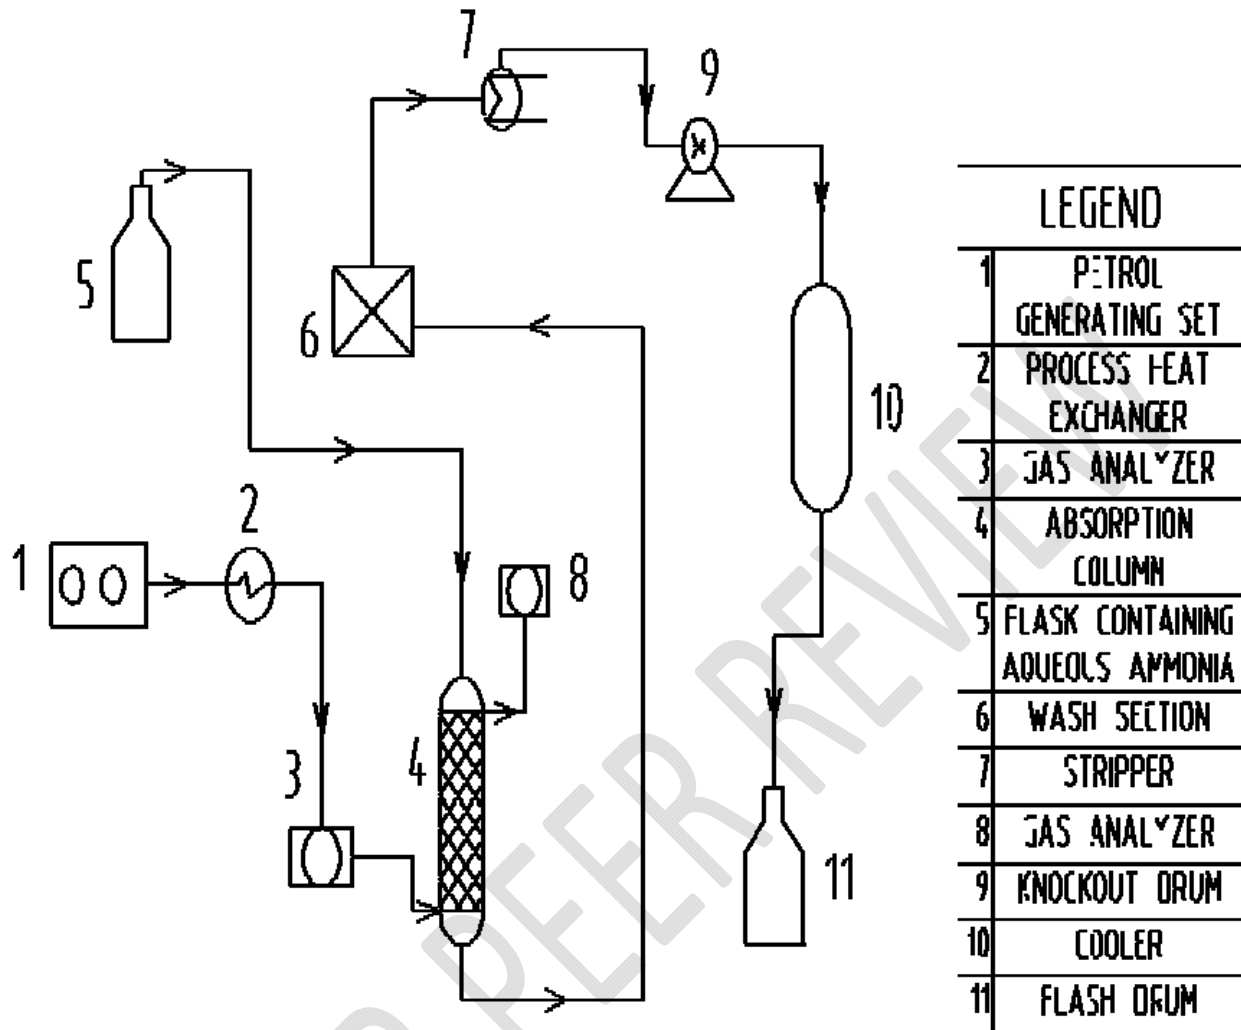 7
9
5
6
10
2
1
8
4
3
11
LEGEND
1 PETROL
GENERATING SET
2 PROCESS HEAT
EXCHANGER
3 GAS ANALYZER
4 ABSORPTION
COLUMN
5 FLASK CONTAINING
AQUEOUS AMMONIA
6 WASH SECTION
7 STRIPPER
8 GAS ANALYZER
9 KNOCKOUT DRUM
10 COOLER
11 FLASH DRUM
PEER REVIEW